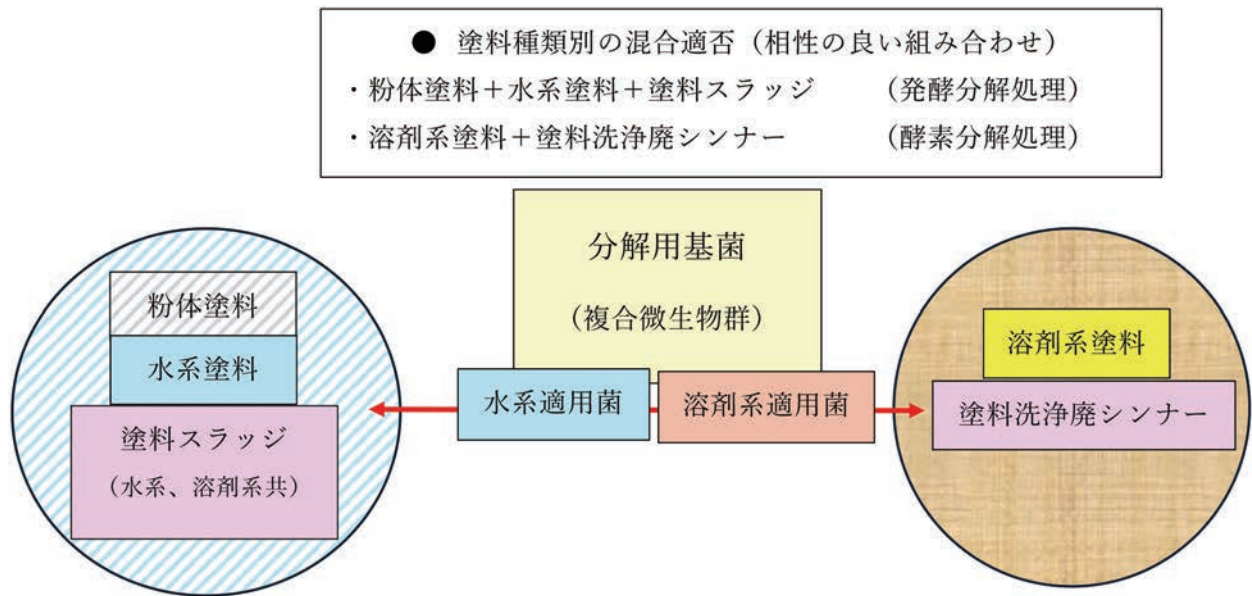 ● 塗料種類別の混合適否（相性の良い組み合わせ）
・粉体塗料＋水系塗料＋塗料スラッジ （発酵分解処理）
・溶剤系塗料＋塗料洗浄廃シンナー （酵素分解処理）
分解用基菌
（複合微生物群）
粉体塗料
水系塗料
塗料スラッジ
（水系、溶剤系共）
水系適用菌
溶剤系適用菌
溶剤系塗料
塗料洗浄廃シンナー